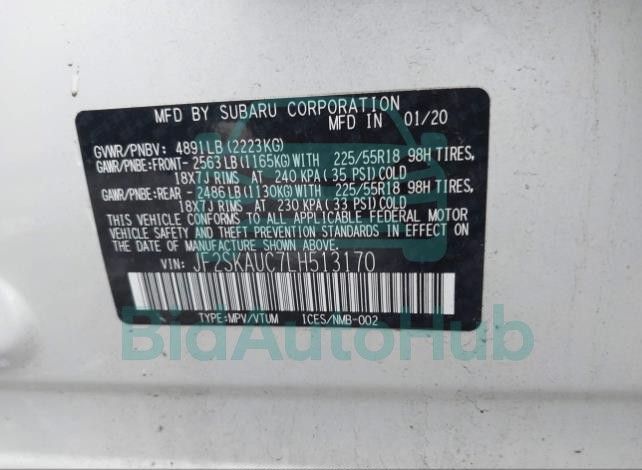 MFD BY SUBARU CORPORATION
MFD IN 01/20
GVWR/PNBV: 4891LB (2223KG)
GAWR/PNBE:FRONT- 2563LB(1165KG)WITH 225/55R18 98H TIRES,
18X7J RIMS AT 240 KPA(35 PSI)COLD
GAWR/PNBE:REAR -2486LB(1130KG)WITH 225/55R18 98H TIRES,
18X7J RIMS AT 230 KPA(33 PSI)COLD
THIS VEHICLE CONFORMS TO ALL APPLICABLE FEDERAL MOTOR
VEHICLE SAFETY AND THEFT PREVENTION STANDARDS IN EFFECT ON
THE DATE OF MANUFACTURE SHOWN ABOVE.
VIN: JF2SKAUC7LH513170
TYPE:MPV/VTUM ICES/NMB-002
BidAutoHub